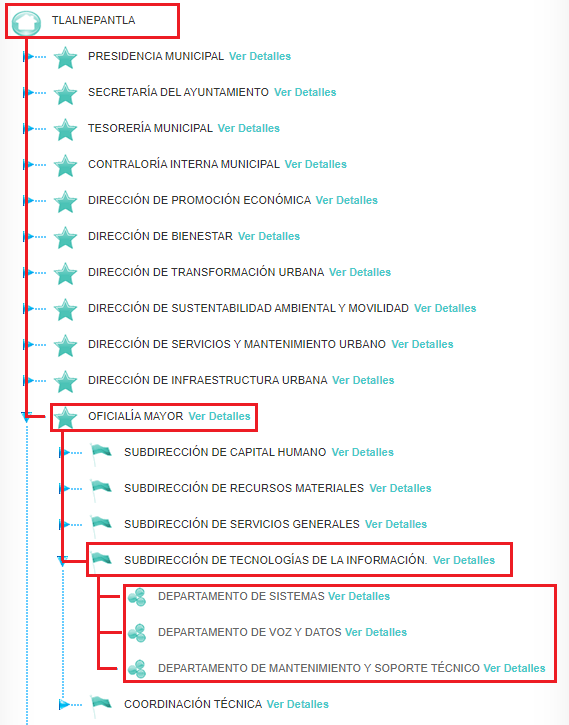 TLALNEPANTLA
PRESIDENCIA MUNICIPAL Ver Detalles
SECRETARÍA DEL AYUNTAMIENTO Ver Detalles
TESORERÍA MUNICIPAL Ver Detalles
CONTRALORÍA INTERNA MUNICIPAL Ver Detalles
DIRECCIÓN DE PROMOCIÓN ECONÓMICA Ver Detalles
DIRECCIÓN DE BIENESTAR Ver Detalles
DIRECCIÓN DE TRANSFORMACIÓN URBANA Ver Detalles
DIRECCIÓN DE SUSTENTABILIDAD AMBIENTAL Y MOVILIDAD Ver Detalles
DIRECCIÓN DE SERVICIOS Y MANTENIMIENTO URBANO Ver Detalles
DIRECCIÓN DE INFRAESTRUCTURA URBANA Ver Detalles
OFICIALÍA MAYOR Ver Detalles
SUBDIRECCIÓN DE CAPITAL HUMANO Ver Detalles
SUBDIRECCIÓN DE RECURSOS MATERIALES Ver Detalles
SUBDIRECCIÓN DE SERVICIOS GENERALES Ver Detalles
SUBDIRECCIÓN DE TECNOLOGÍAS DE LA INFORMACIÓN. Ver Detalles
DEPARTAMENTO DE SISTEMAS Ver Detalles
DEPARTAMENTO DE VOZ Y DATOS Ver Detalles
DEPARTAMENTO DE MANTENIMIENTO Y SOPORTE TÉCNICO Ver Detalles
COORDINACIÓN TÉCNICA Ver Detalles